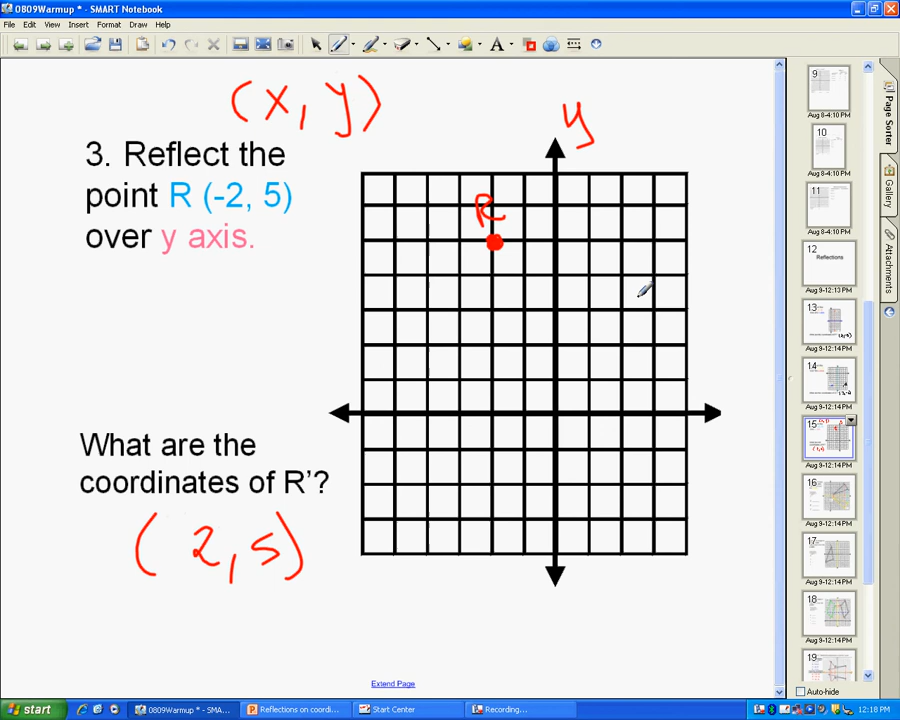 0809Warmup * - SMART Notebook
File Edit View Insert Format Draw Help
(x, y)
y
3. Reflect the
point R (-2, 5)
over y axis.
R
What are the
coordinates of R'?
( 2, 5)
Extend Page
9
Aug 8-4:10 PM
10
Aug 8-4:10 PM
11
Aug 8-4:10 PM
12
Reflections
Aug 9-12:13 PM
13
Aug 9-12:14 PM
14
Aug 9-12:14 PM
15
Aug 9-12:14 PM
16
Aug 9-12:14 PM
17
Aug 9-12:14 PM
18
Aug 9-12:14 PM
19
Auto-hide
Page Sorter
Gallery
Attachments
start
0809Warmup * - SMA...
Reflections on coordi...
Start Center
Recording...
12:18 PM